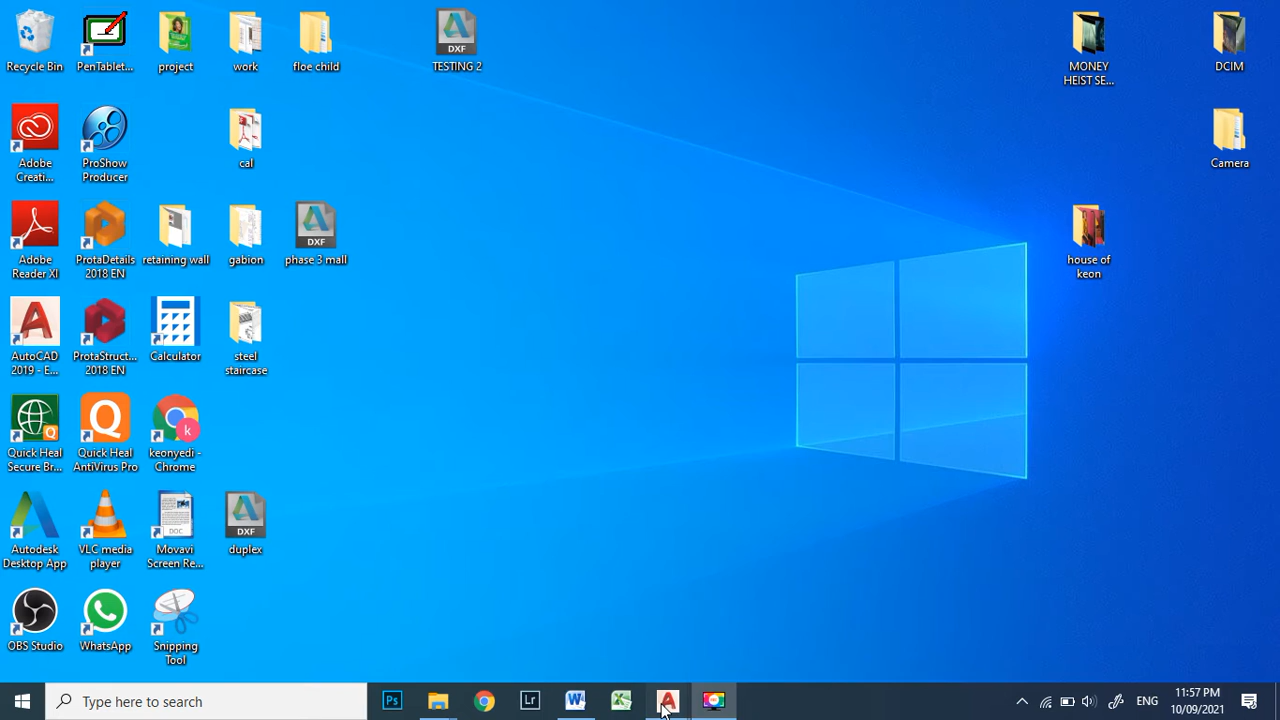 Recycle Bin
PenTablet...
project
work
floe child
DXF
TESTING 2
MONEY
HEIST SE...
DCIM
Adobe
Creati...
ProShow
Producer
cal
Camera
Adobe
Reader XI
ProtaDetails
2018 EN
retaining wall
gabion
DXF
phase 3 mall
house of
keon
AutoCAD
2019 - E...
ProtaStruct...
2018 EN
Calculator
steel
staircase
Quick Heal
Secure Br...
Quick Heal
AntiVirus Pro
k
keonyedi -
Chrome
Autodesk
Desktop App
VLC media
player
DOC
Movavi
Screen Re...
DXF
duplex
OBS Studio
WhatsApp
Snipping
Tool
Type here to search
Ps
Lr
ENG
11:57 PM
10/09/2021